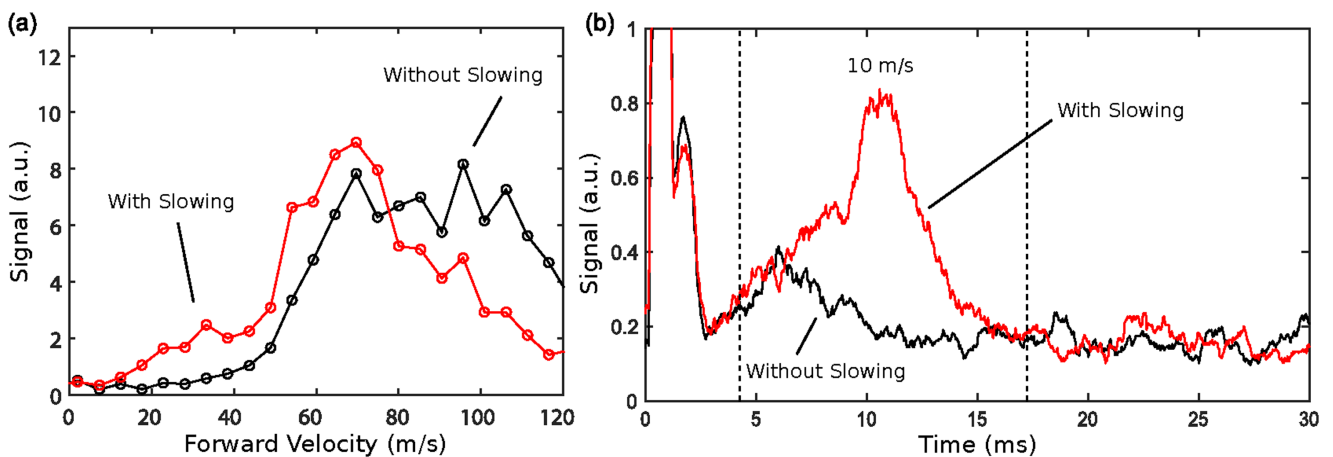 (a)
Signal (a.u.)
12
10
8
6
4
2
0
0
20
40
60
80
100
120
Forward Velocity (m/s)
With Slowing
Without Slowing
(b)
Signal (a.u.)
1
0.8
0.6
0.4
0.2
0
0
5
10
15
20
25
30
Time (ms)
10 m/s
With Slowing
Without Slowing